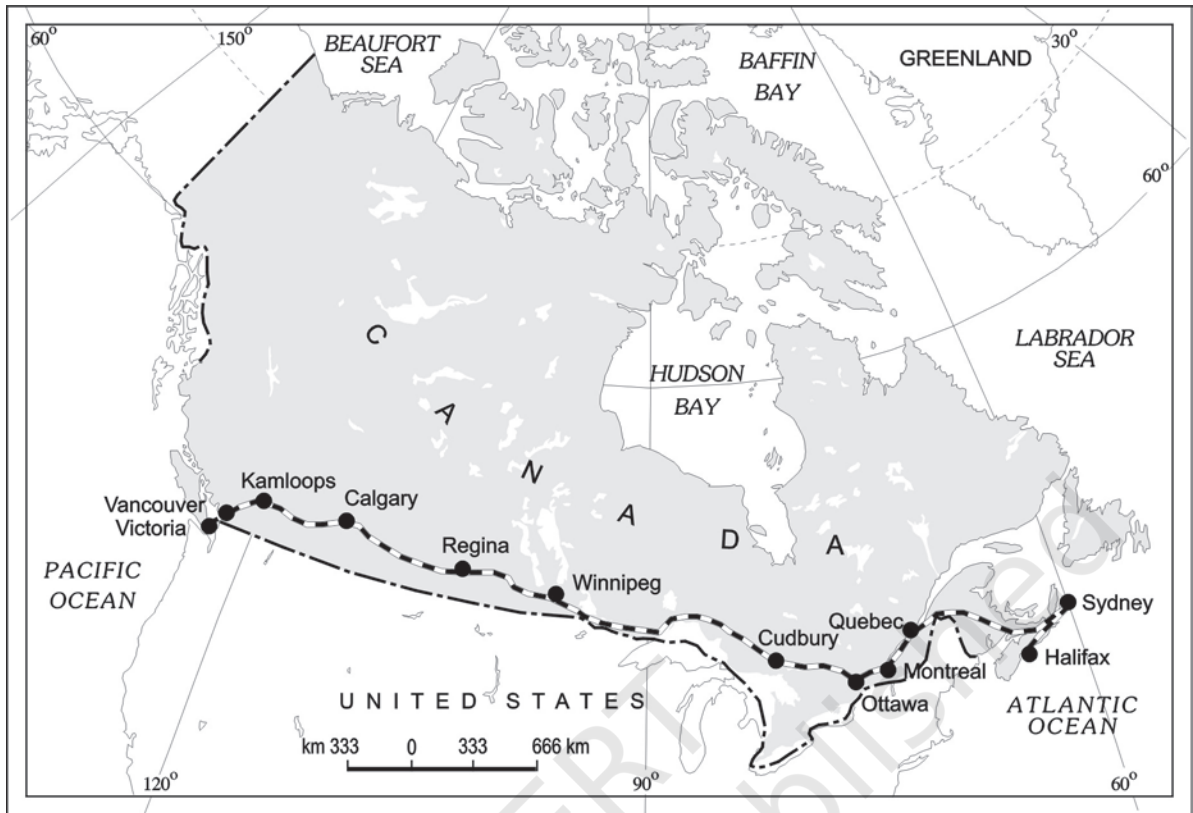 60°
150°
BEAUFORT
SEA
BAFFIN
BAY
GREENLAND
30°
60°
LABRADOR
SEA
HUDSON
BAY
C A N A D A
Kamloops
Vancouver
Victoria
Calgary
Regina
Winnipeg
PACIFIC
OCEAN
Cudbury
Quebec
Sydney
Montreal
Halifax
Ottawa
UNITED STATES
ATLANTIC
OCEAN
km 333 0 333 666 km
120°
90°
60°